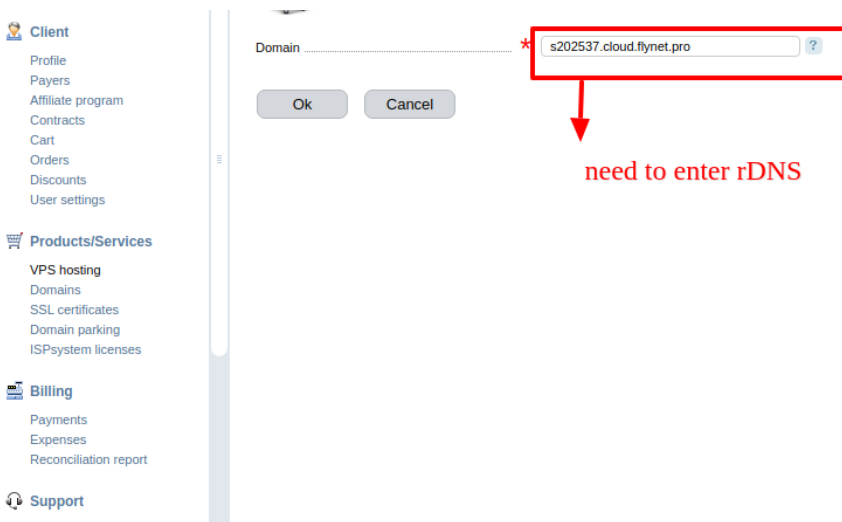 Client
Profile
Payers
Affiliate program
Contracts
Cart
Orders
Discounts
User settings
Products/Services
VPS hosting
Domains
SSL certificates
Domain parking
ISPsystem licenses
Billing
Payments
Expenses
Reconciliation report
Support
Domain * s202537.cloud.flynet.pro ?
Ok Cancel
need to enter rDNS